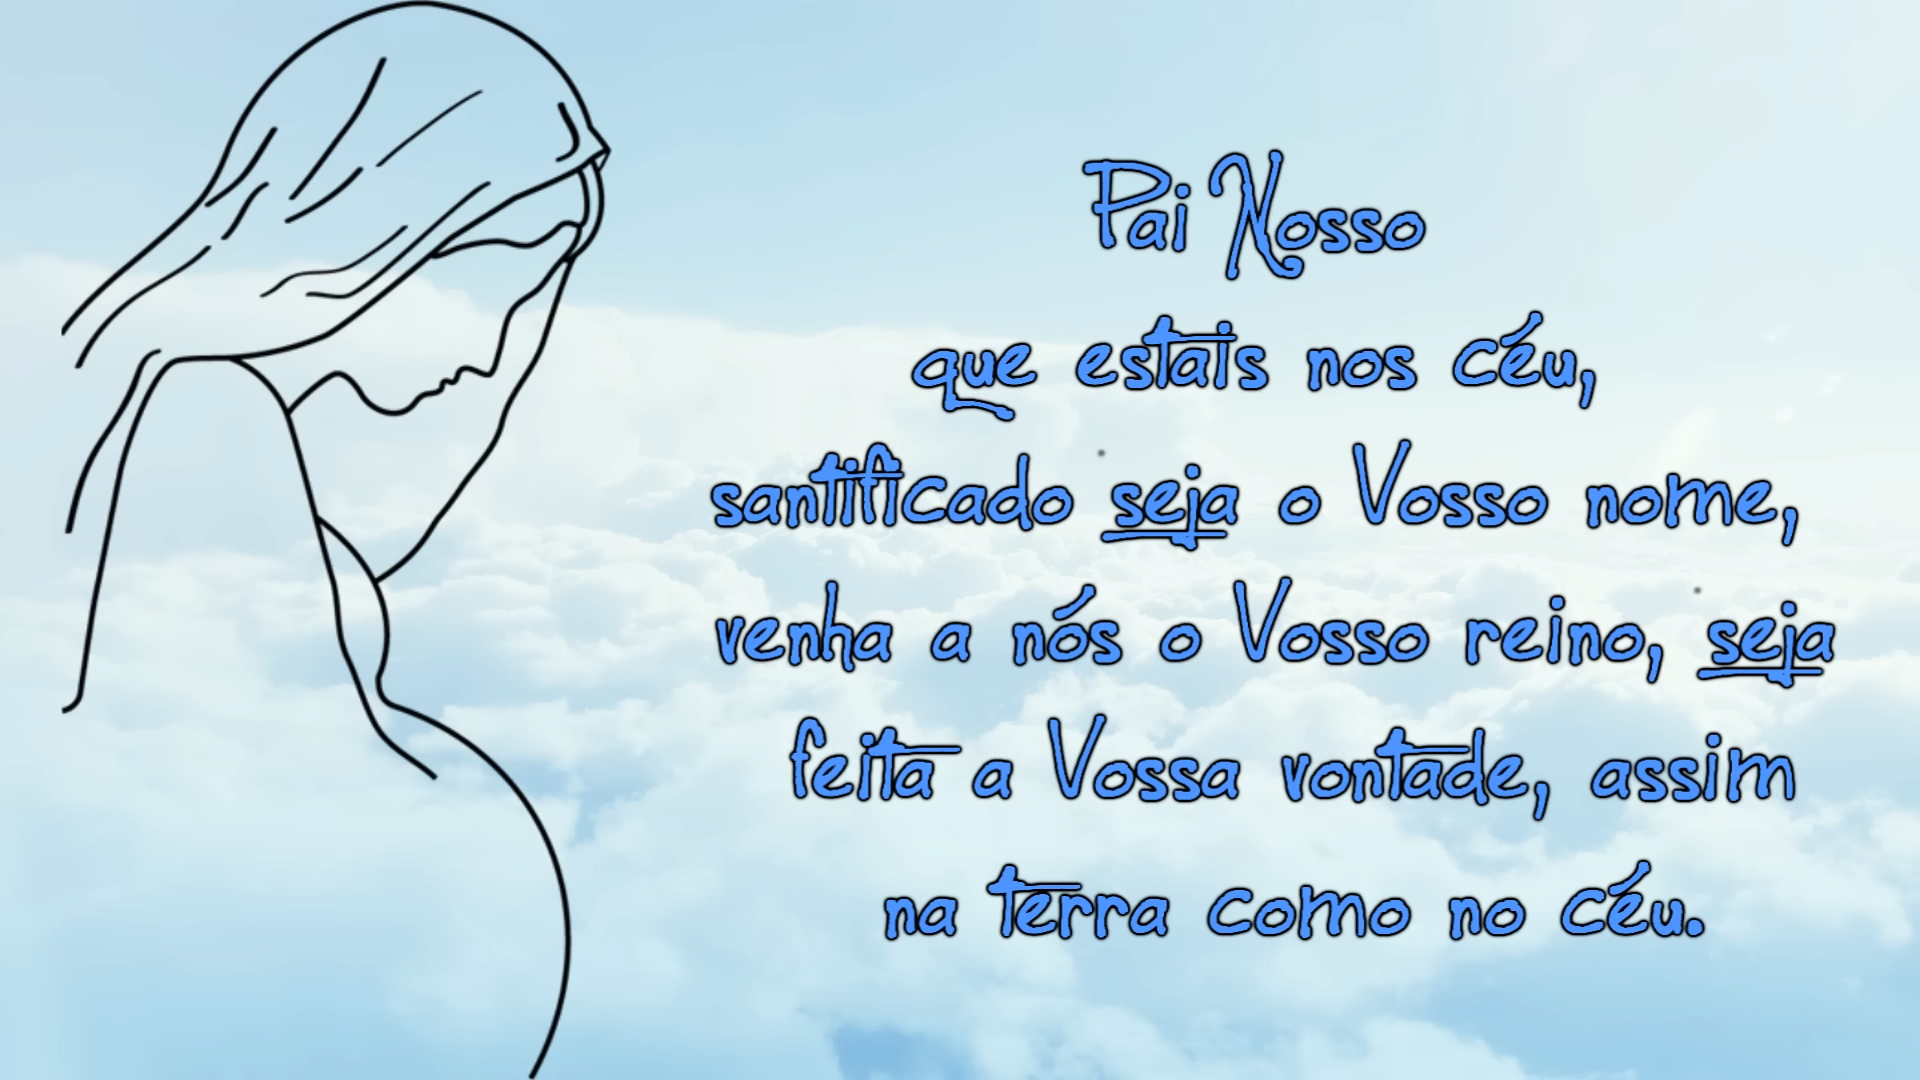 Pai Nosso
que estais nos céu,
santificado seja o Vosso nome,
venha a nós o Vosso reino, seja
feita a Vossa vontade, assim
na terra como no céu.